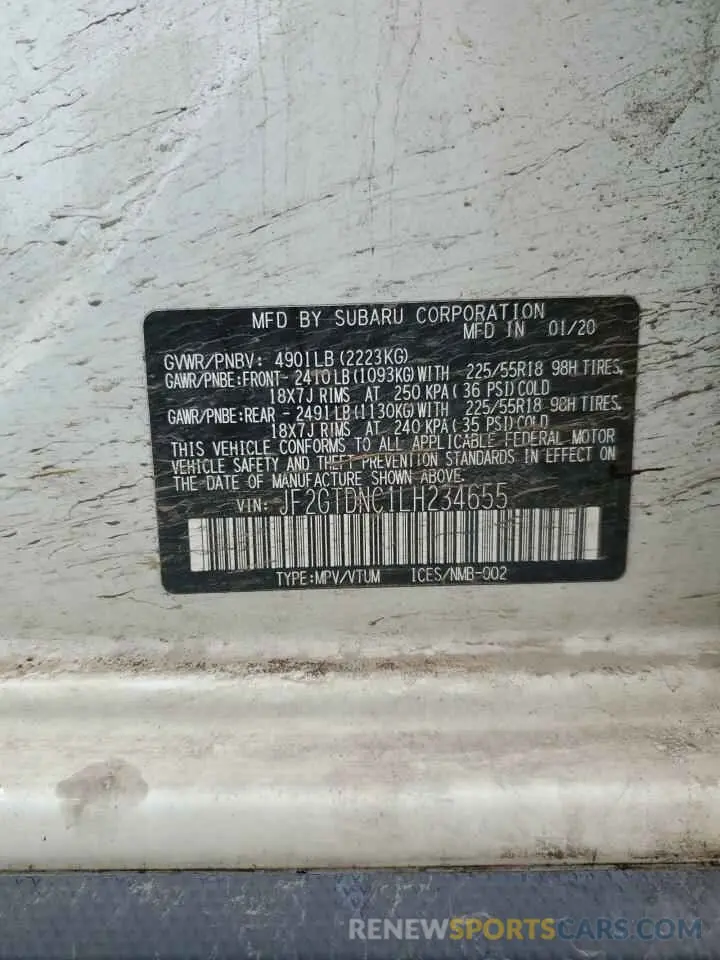 MFD BY SUBARU CORPORATION
MFD IN 01/20
GVWR/PNBV: 4901LB (2223KG)
GAWR/PNBE:FRONT- 2410LB(1093KG)WITH 225/55R18 98H TIRES,
18X7J RIMS AT 250 KPA( 36 PSI)COLD
GAWR/PNBE:REAR - 2491LB(1130KG)WITH 225/55R18 98H TIRES,
18X7J RIMS AT 240 KPA( 35 PSI)COLD
THIS VEHICLE CONFORMS TO ALL APPLICABLE FEDERAL MOTOR
VEHICLE SAFETY AND THEFT PREVENTION STANDARDS IN EFFECT ON
THE DATE OF MANUFACTURE SHOWN ABOVE.
VIN: JF2GTDNC1LH234655
TYPE:MPV/VTUM ICES/NMB-002
RENEWSPORTSCARS.COM